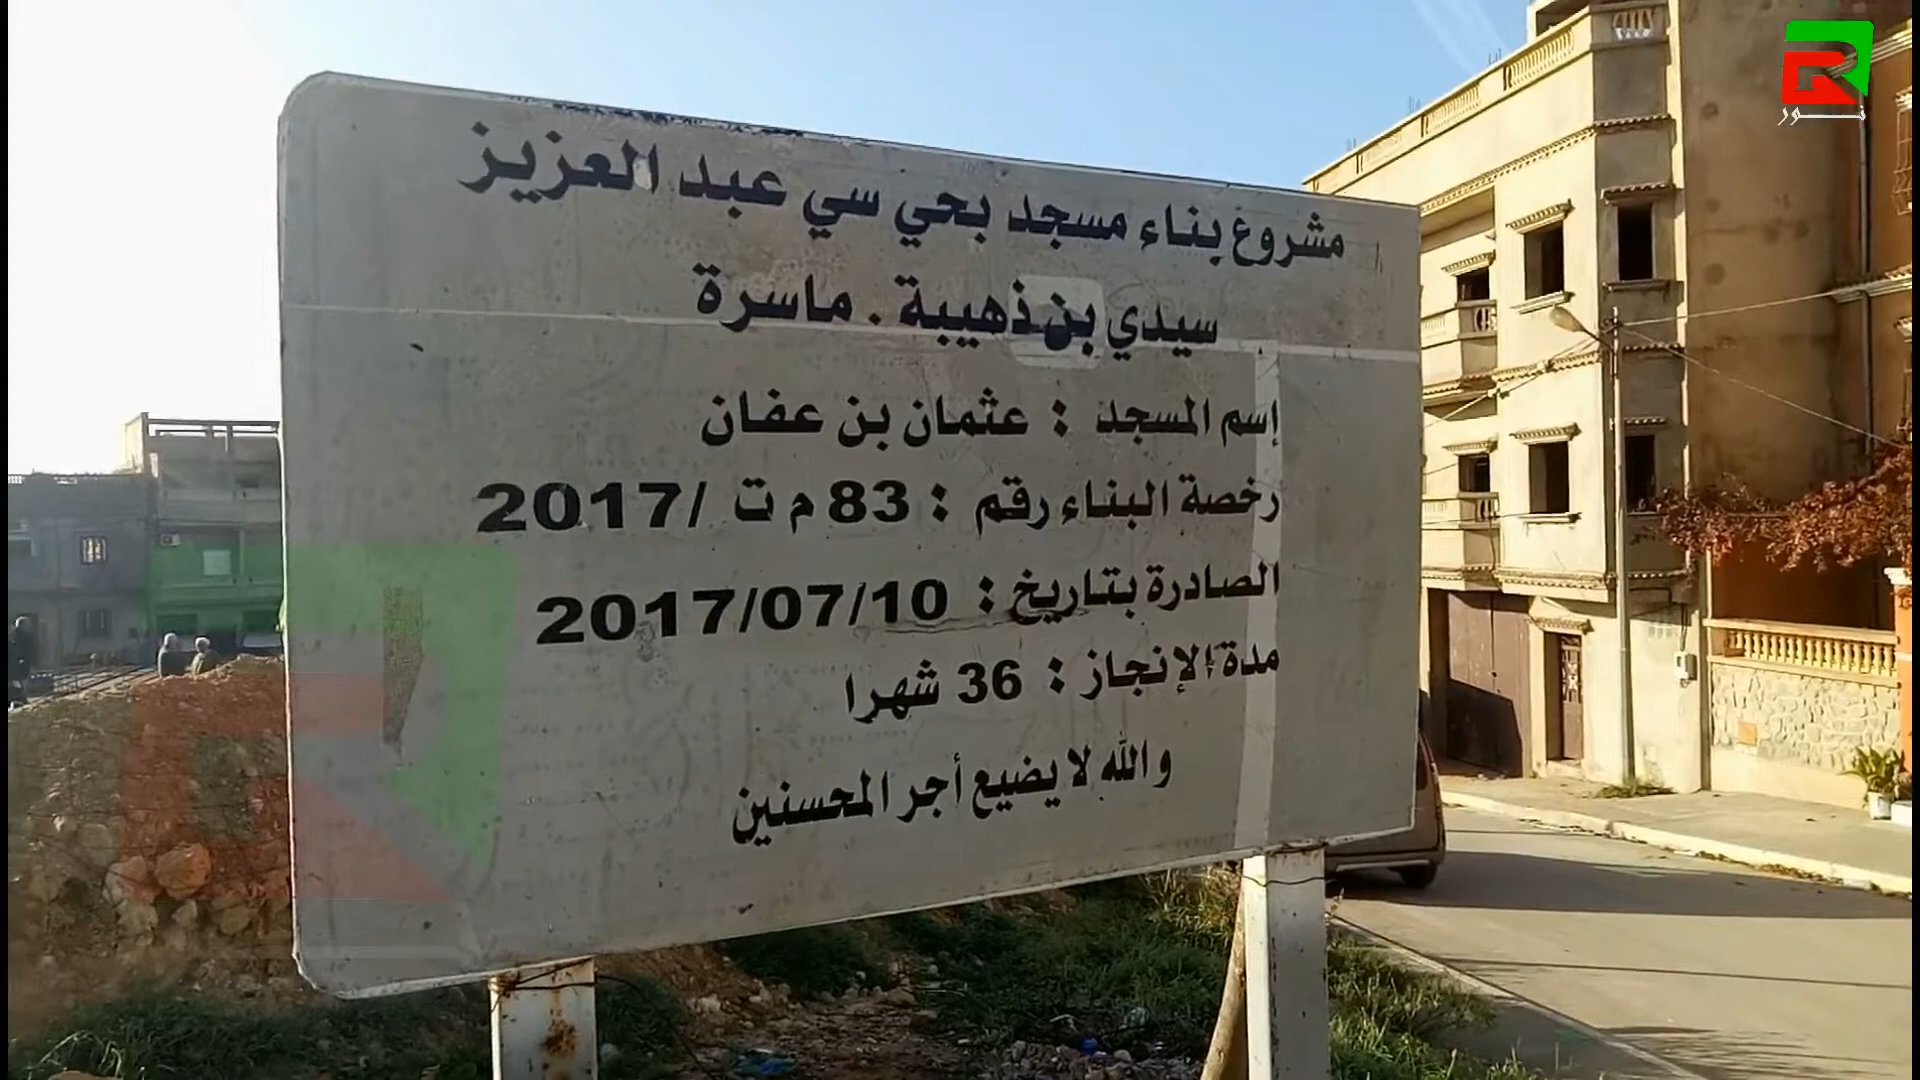 مشروع بناء مسجد بحي سي عبد العزيز
سيدي بن ذهيبة . ماسرة
إسم المسجد : عثمان بن عفان
رخصة البناء رقم : 83 م ت /2017
الصادرة بتاريخ : 2017/07/10
مدة الإنجاز : 36 شهرا
والله لا يضيع أجر المحسنين
R
نور